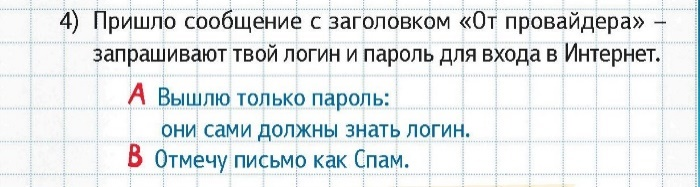 4) Пришло сообщение с заголовком «От провайдера» –
запрашивают твой логин и пароль для входа в Интернет.
A Вышлю только пароль:
они сами должны знать логин.
B Отмечу письмо как Спам.